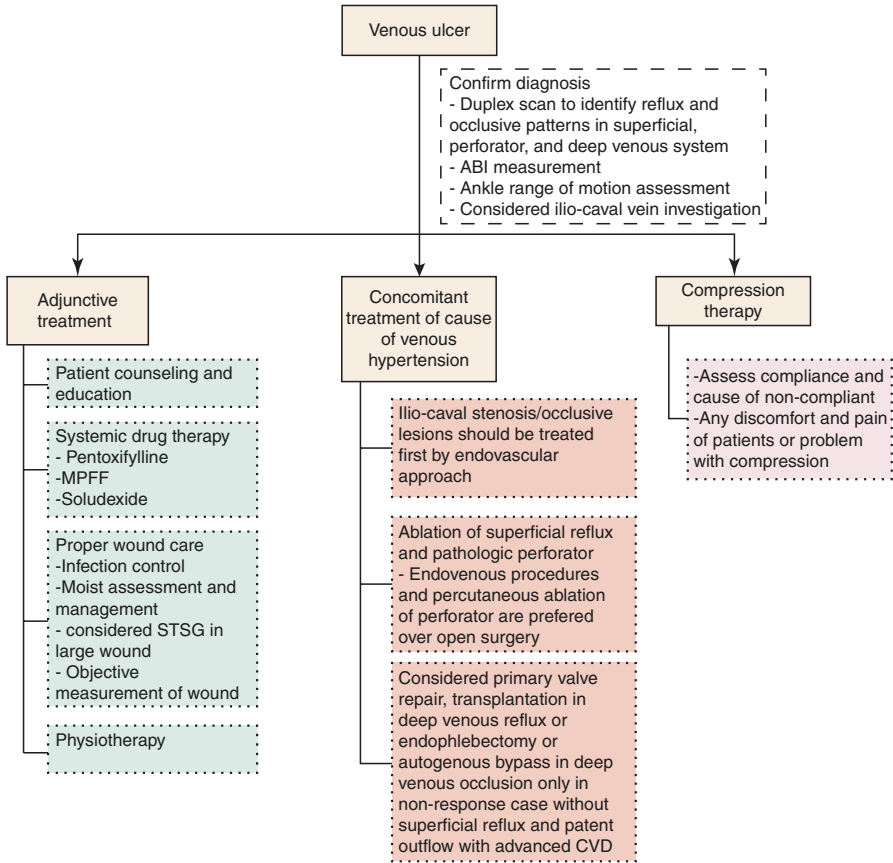 Venous ulcer
Confirm diagnosis
- Duplex scan to identify reflux and
occlusive patterns in superficial,
perforator, and deep venous system
- ABI measurement
- Ankle range of motion assessment
- Considered ilio-caval vein investigation
Adjunctive
treatment
Patient counseling and
education
Systemic drug therapy
- Pentoxifylline
-MPFF
-Soludexide
Proper wound care
-Infection control
-Moist assessment and
management
- considered STSG in
large wound
- Objective
measurement of wound
Physiotherapy
Concomitant
treatment of cause
of venous
hypertension
Ilio-caval stenosis/occlusive
lesions should be treated
first by endovascular
approach
Ablation of superficial reflux
and pathologic perforator
- Endovenous procedures
and percutaneous ablation
of perforator are prefered
over open surgery
Considered primary valve
repair, transplantation in
deep venous reflux or
endophlebectomy or
autogenous bypass in deep
venous occlusion only in
non-response case without
superficial reflux and patent
outflow with advanced CVD
Compression
therapy
-Assess compliance and
cause of non-compliant
-Any discomfort and pain
of patients or problem
with compression